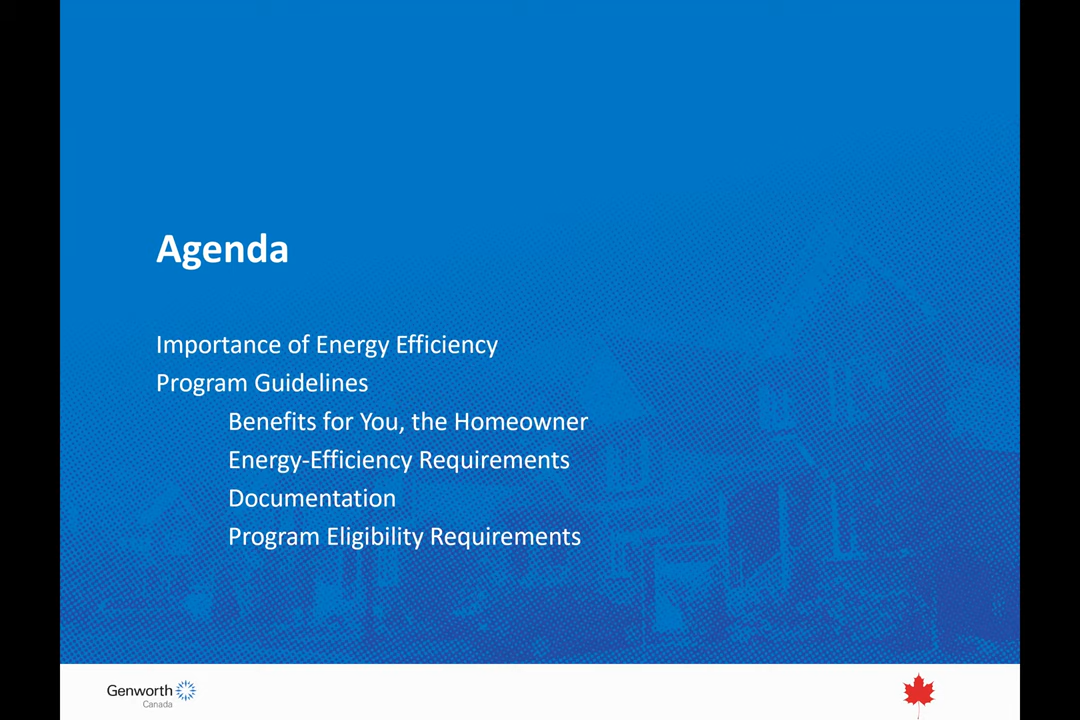 Agenda
Importance of Energy Efficiency
Program Guidelines
Benefits for You, the Homeowner
Energy-Efficiency Requirements
Documentation
Program Eligibility Requirements
Genworth
Canada